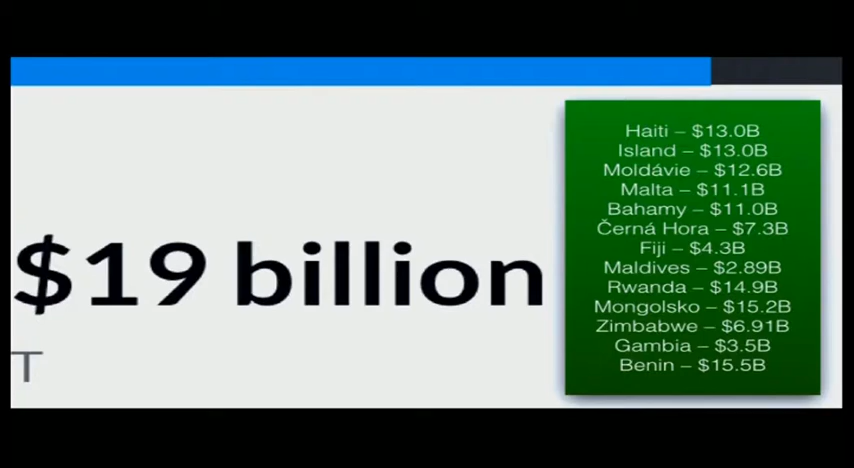 $19 billion
T
Haiti – $13.0B
Island – $13.0B
Moldávie – $12.6B
Malta – $11.1B
Bahamy – $11.0B
Černá Hora – $7.3B
Fiji – $4.3B
Maldives – $2.89B
Rwanda – $14.9B
Mongolsko – $15.2B
Zimbabwe – $6.91B
Gambia – $3.5B
Benin – $15.5B